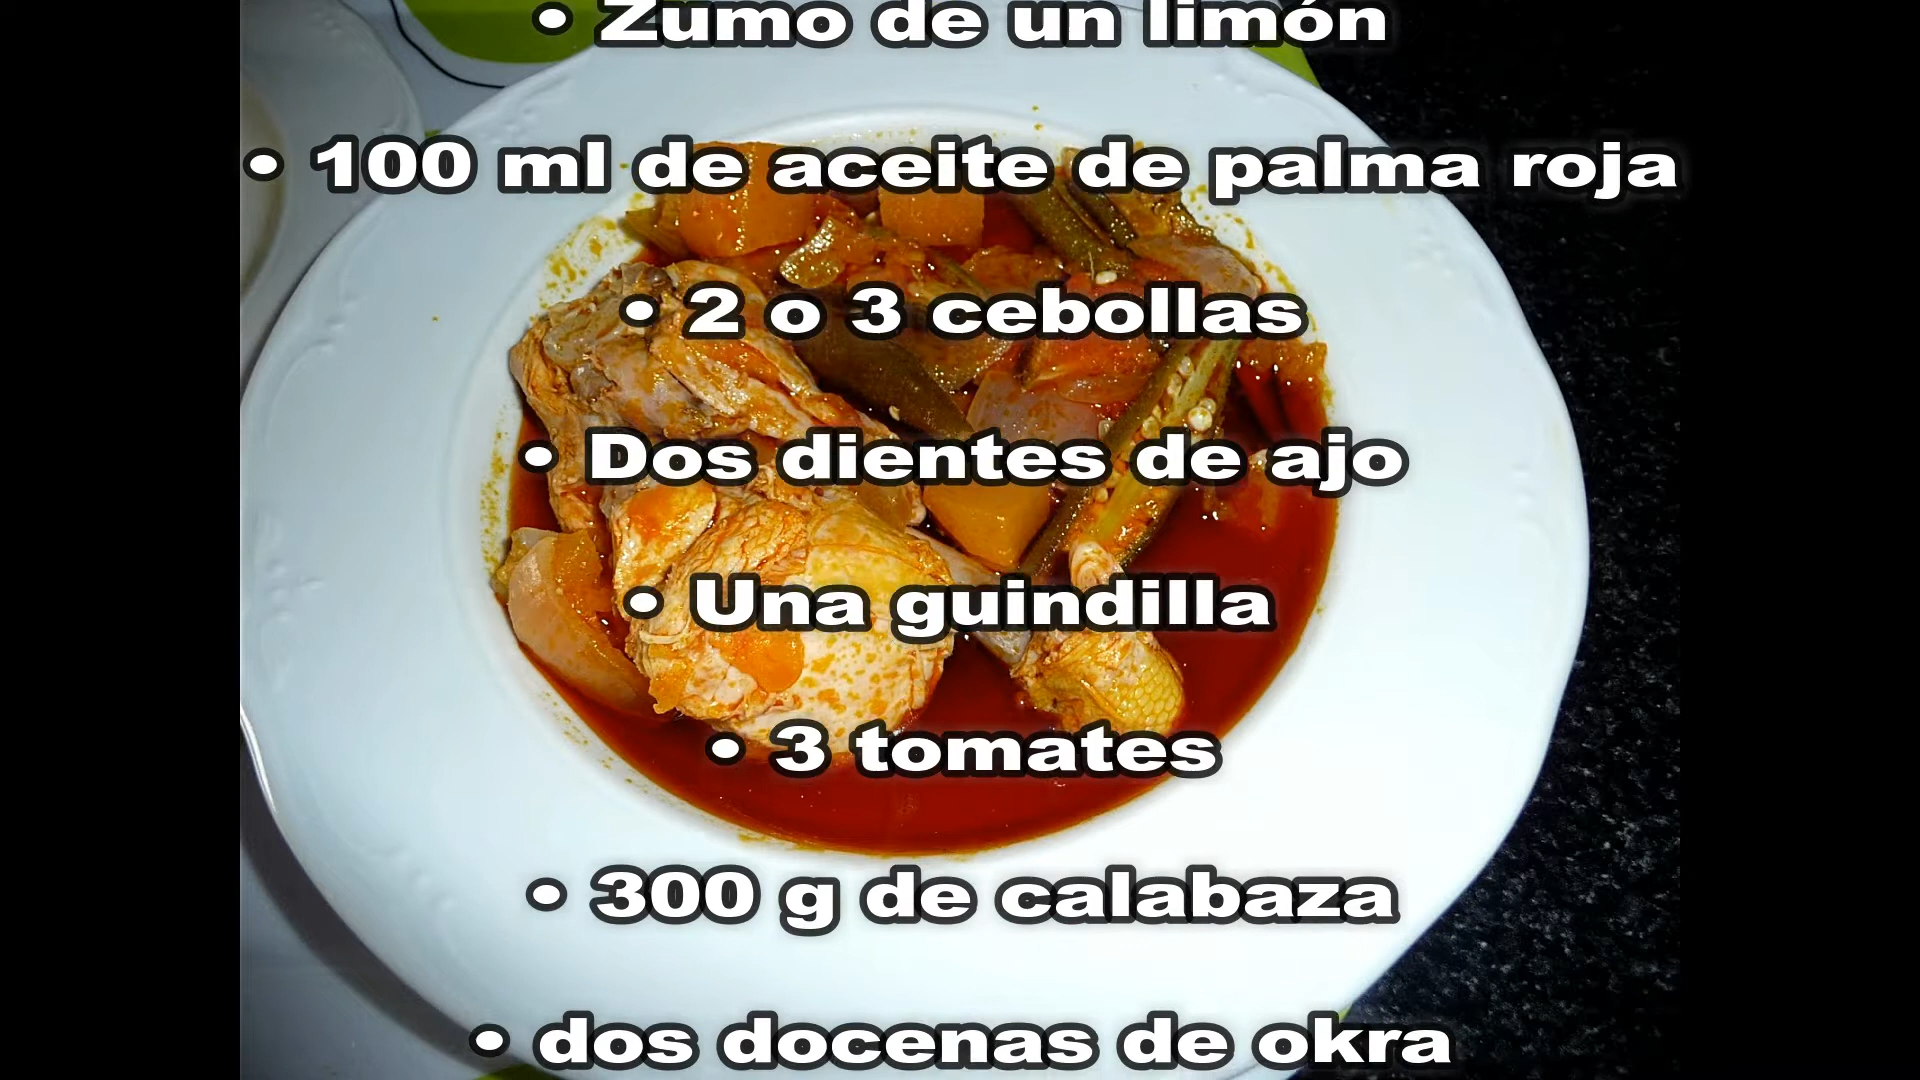 • Zumo de un limón
• 100 ml de aceite de palma roja
• 2 o 3 cebollas
• Dos dientes de ajo
• Una guindilla
• 3 tomates
• 300 g de calabaza
• dos docenas de okra